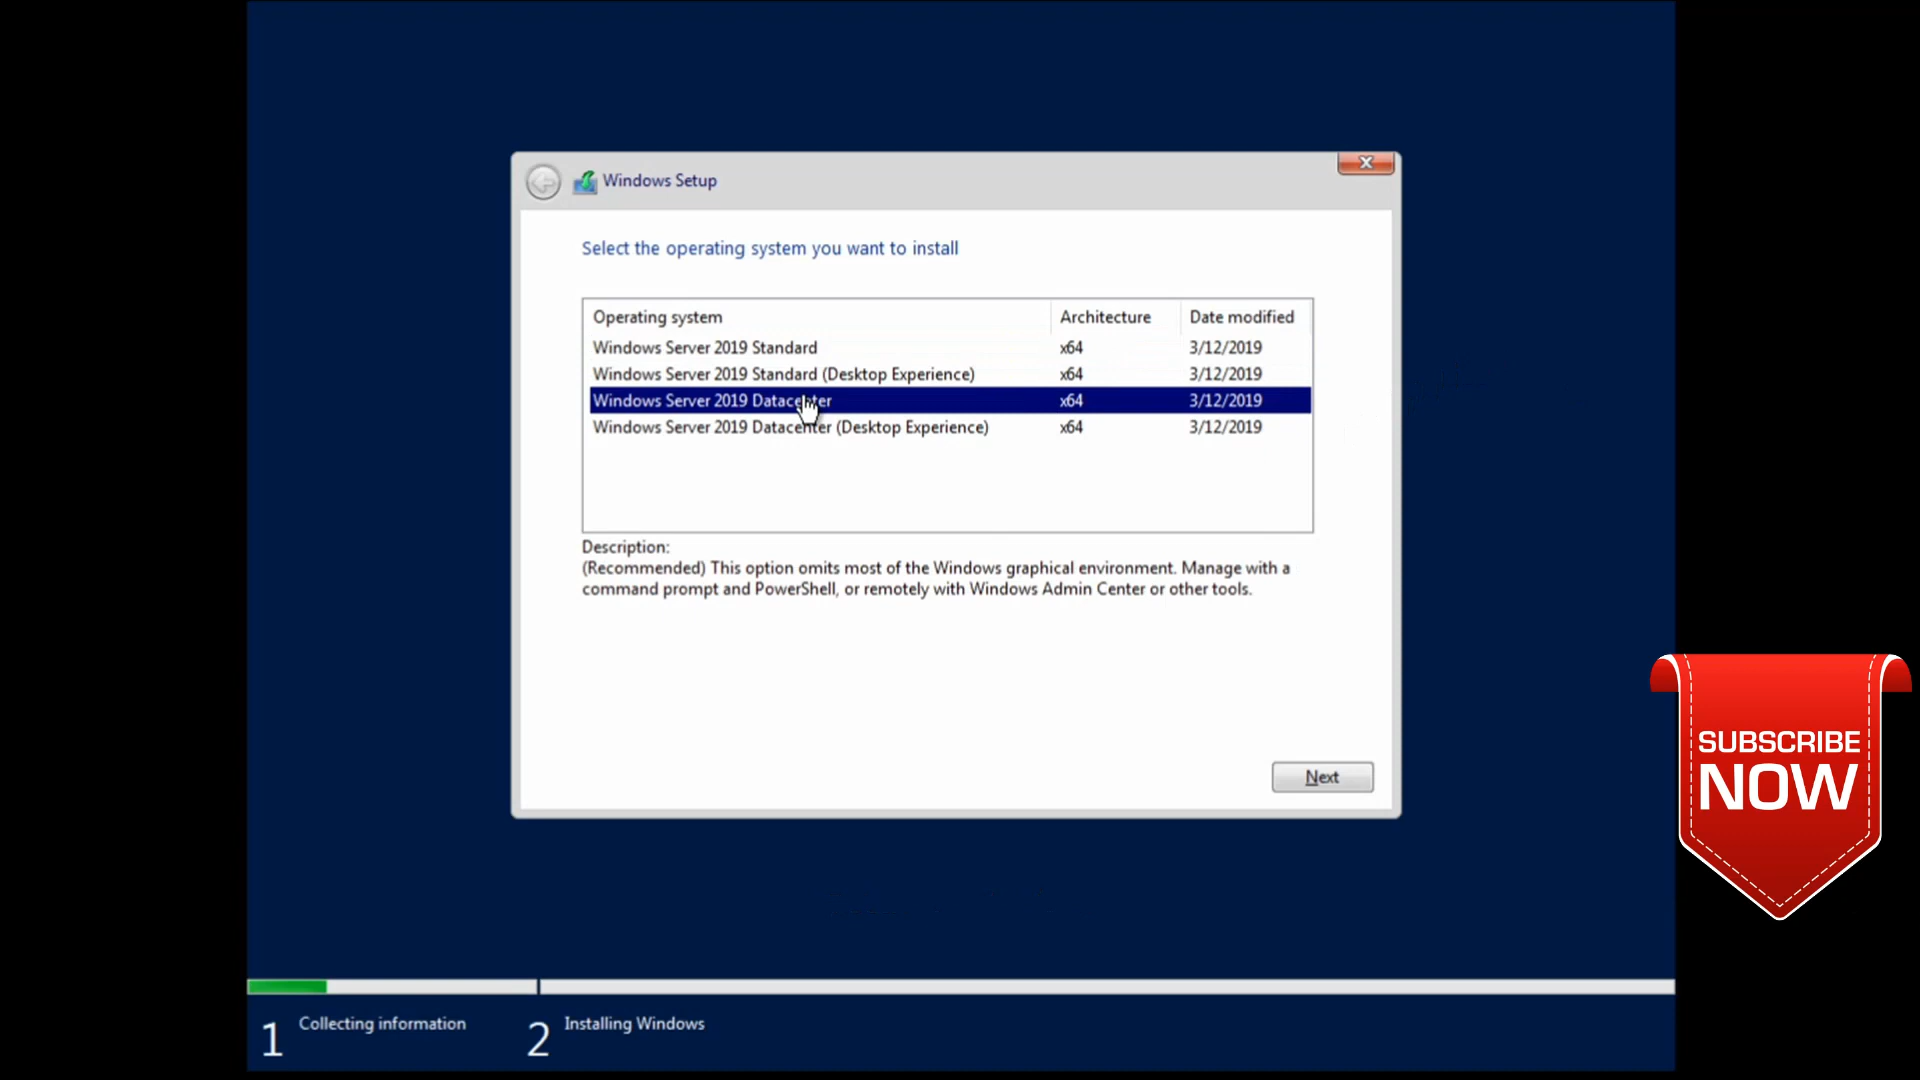 Windows Setup
Select the operating system you want to install
Operating system Architecture Date modified
Windows Server 2019 Standard x64 3/12/2019
Windows Server 2019 Standard (Desktop Experience) x64 3/12/2019
Windows Server 2019 Datacenter x64 3/12/2019
Windows Server 2019 Datacenter (Desktop Experience) x64 3/12/2019
Description:
(Recommended) This option omits most of the Windows graphical environment. Manage with a
command prompt and PowerShell, or remotely with Windows Admin Center or other tools.
Next
SUBSCRIBE
NOW
1 Collecting information 2 Installing Windows